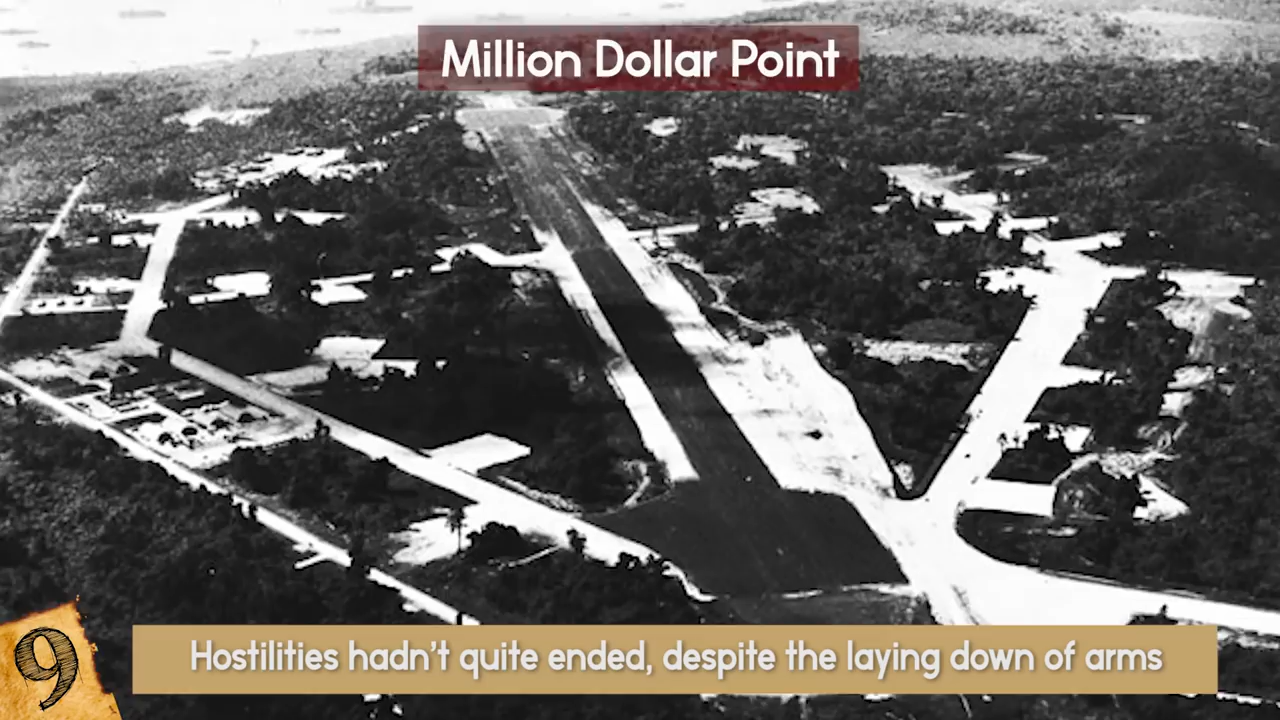 Million Dollar Point
Hostilities hadn't quite ended, despite the laying down of arms
9